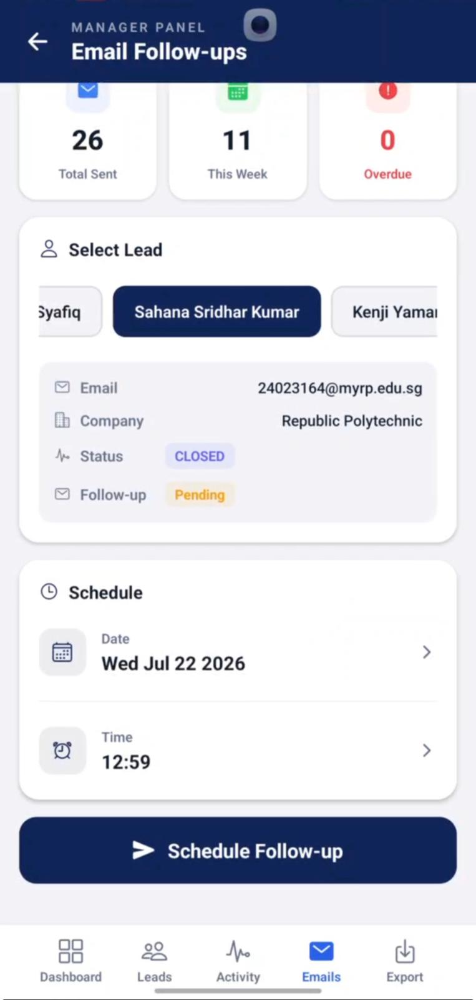 MANAGER PANEL
Email Follow-ups
26
Total Sent
11
This Week
0
Overdue
Select Lead
Syafiq
Sahana Sridhar Kumar
Kenji Yamar
Email
24023164@myrp.edu.sg
Company
Republic Polytechnic
Status
CLOSED
Follow-up
Pending
Schedule
Date
Wed Jul 22 2026
Time
12:59
Schedule Follow-up
Dashboard
Leads
Activity
Emails
Export